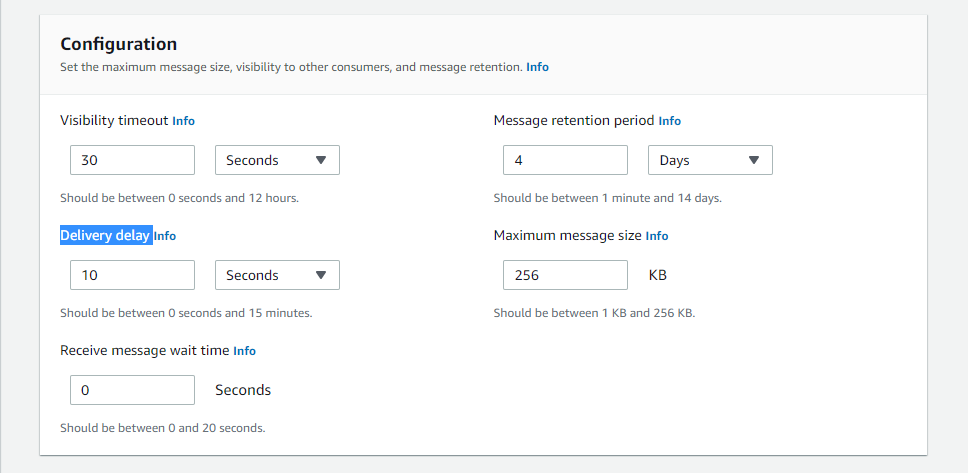 Configuration
Set the maximum message size, visibility to other consumers, and message retention. Info
Visibility timeout Info
30 Seconds
Should be between 0 seconds and 12 hours.
Message retention period Info
4 Days
Should be between 1 minute and 14 days.
Delivery delay Info
10 Seconds
Should be between 0 seconds and 15 minutes.
Maximum message size Info
256 KB
Should be between 1 KB and 256 KB.
Receive message wait time Info
0 Seconds
Should be between 0 and 20 seconds.